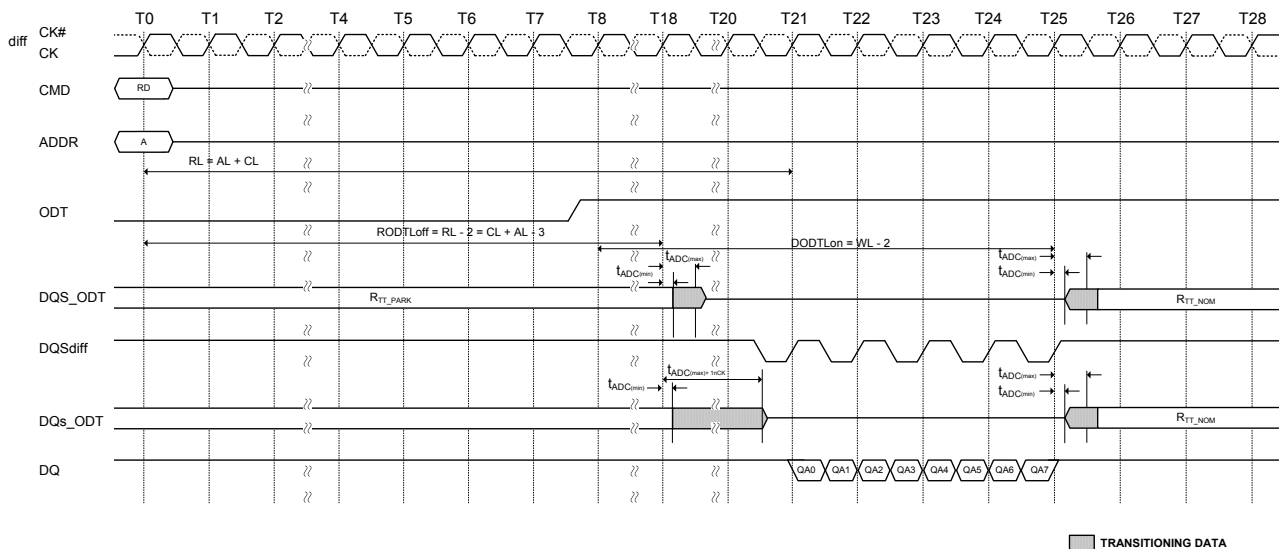 T0 T1 T2 T4 T5 T6 T7 T8 T18 T20 T21 T22 T23 T24 T25 T26 T27 T28
diff CK#
CK
CMD RD
ADDR A
RL = AL + CL
ODT
RODTLoff = RL - 2 = CL + AL - 3
DODTLon = WL - 2
tADC(max) tADC(max)
tADC(min) tADC(min)
DQS_ODT RTT_PARK RTT_NOM
DQSdiff
tADC(max)+ 1nCK tADC(max)
tADC(min) tADC(min)
DQs_ODT RTT_NOM
DQ QA0 QA1 QA2 QA3 QA4 QA5 QA6 QA7
TRANSITIONING DATA